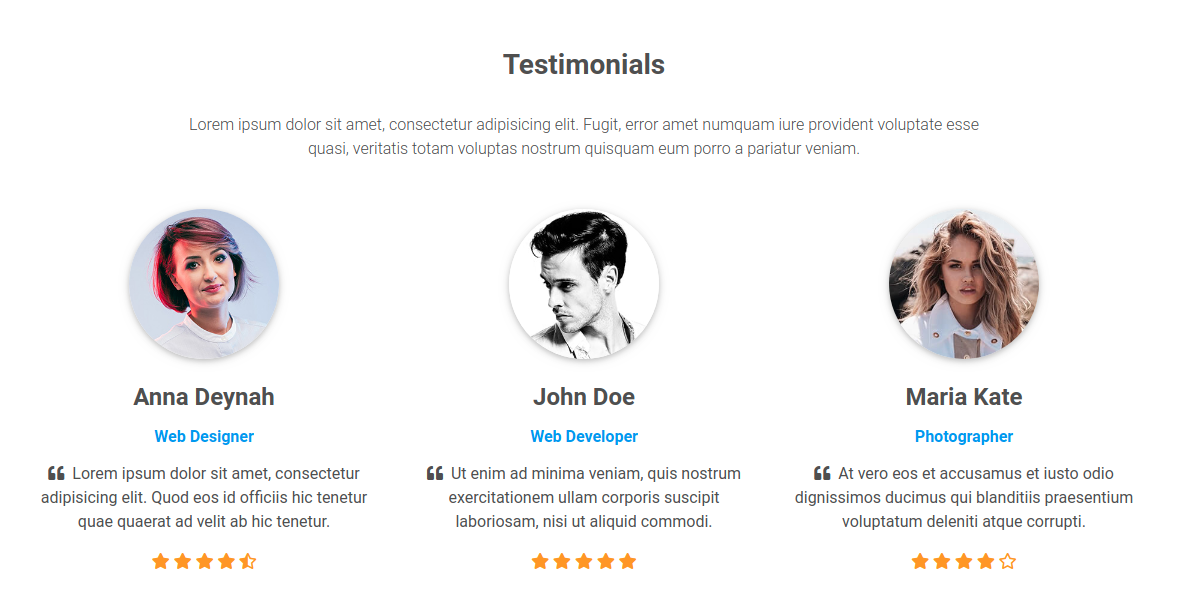 Testimonials
Lorem ipsum dolor sit amet, consectetur adipisicing elit. Fugit, error amet numquam iure provident voluptate esse
quasi, veritatis totam voluptas nostrum quisquam eum porro a pariatur veniam.
Anna Deynah
Web Designer
❝ Lorem ipsum dolor sit amet, consectetur
adipisicing elit. Quod eos id officiis hic tenetur
quae quaerat ad velit ab hic tenetur.
John Doe
Web Developer
❝ Ut enim ad minima veniam, quis nostrum
exercitationem ullam corporis suscipit
laboriosam, nisi ut aliquid commodi.
Maria Kate
Photographer
❝ At vero eos et accusamus et iusto odio
dignissimos ducimus qui blanditiis praesentium
voluptatum deleniti atque corrupti.